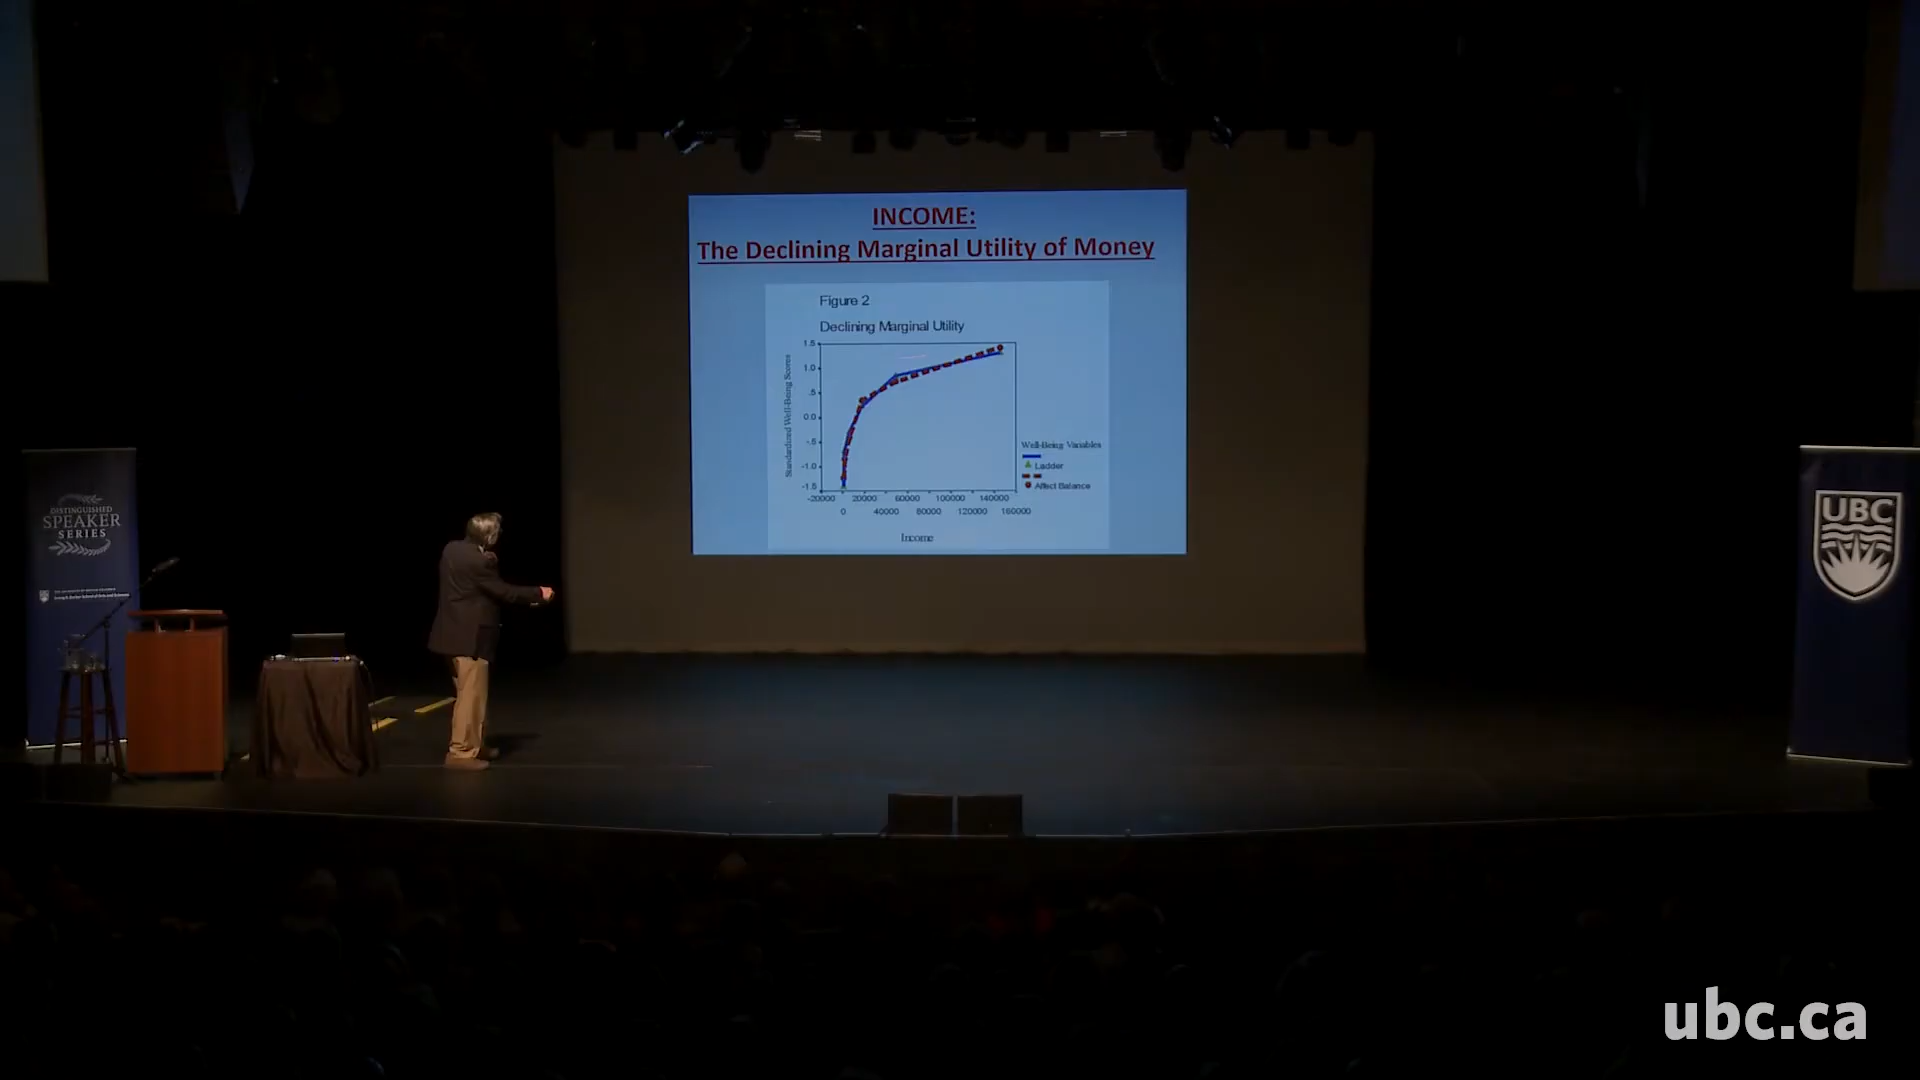 INCOME:
The Declining Marginal Utility of Money
Figure 2
Declining Marginal Utility
Standardized Well-Being Scores
1.5
1.0
.5
0.0
-.5
-1.0
-1.5
-20000 20000 60000 100000 140000
0 40000 80000 120000 160000
Income
Well-Being Variables
Ladder
Affect Balance
DISTINGUISHED
SPEAKER
SERIES
UBC
ubc.ca